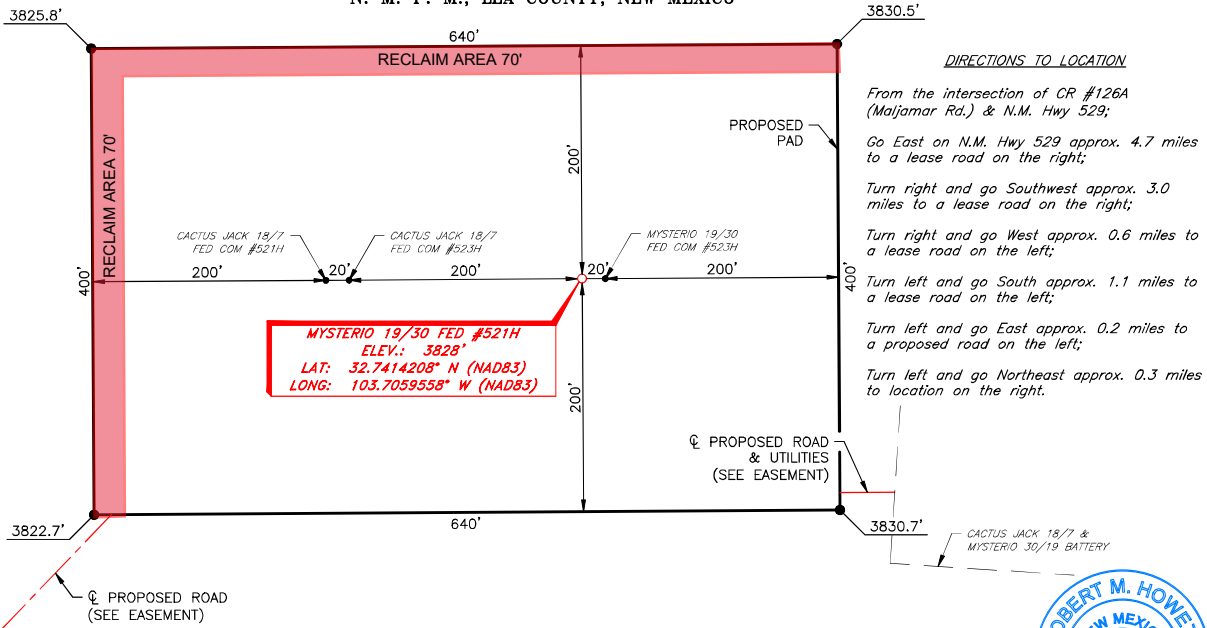 N. M. P. M., LEA COUNTY, NEW MEXICO
3825.8'
3830.5'
640'
RECLAIM AREA 70'
RECLAIM AREA 70'
DIRECTIONS TO LOCATION
From the intersection of CR #126A
(Maljamar Rd.) & N.M. Hwy 529;
Go East on N.M. Hwy 529 approx. 4.7 miles
to a lease road on the right;
Turn right and go Southwest approx. 3.0
miles to a lease road on the right;
Turn right and go West approx. 0.6 miles to
a lease road on the left;
Turn left and go South approx. 1.1 miles to
a lease road on the left;
Turn left and go East approx. 0.2 miles to
a proposed road on the left;
Turn left and go Northeast approx. 0.3 miles
to location on the right.
PROPOSED
PAD
200'
CACTUS JACK 18/7
FED COM #521H
CACTUS JACK 18/7
FED COM #523H
MYSTERIO 19/30
FED COM #523H
400'
200'
20'
200'
20'
200'
400'
MYSTERIO 19/30 FED #521H
ELEV.: 3828'
LAT: 32.7414208° N (NAD83)
LONG: 103.7059558° W (NAD83)
200'
℄ PROPOSED ROAD
& UTILITIES
(SEE EASEMENT)
3822.7'
640'
3830.7'
CACTUS JACK 18/7 &
MYSTERIO 30/19 BATTERY
℄ PROPOSED ROAD
(SEE EASEMENT)
OBERT M. HOWE
EW MEXIC